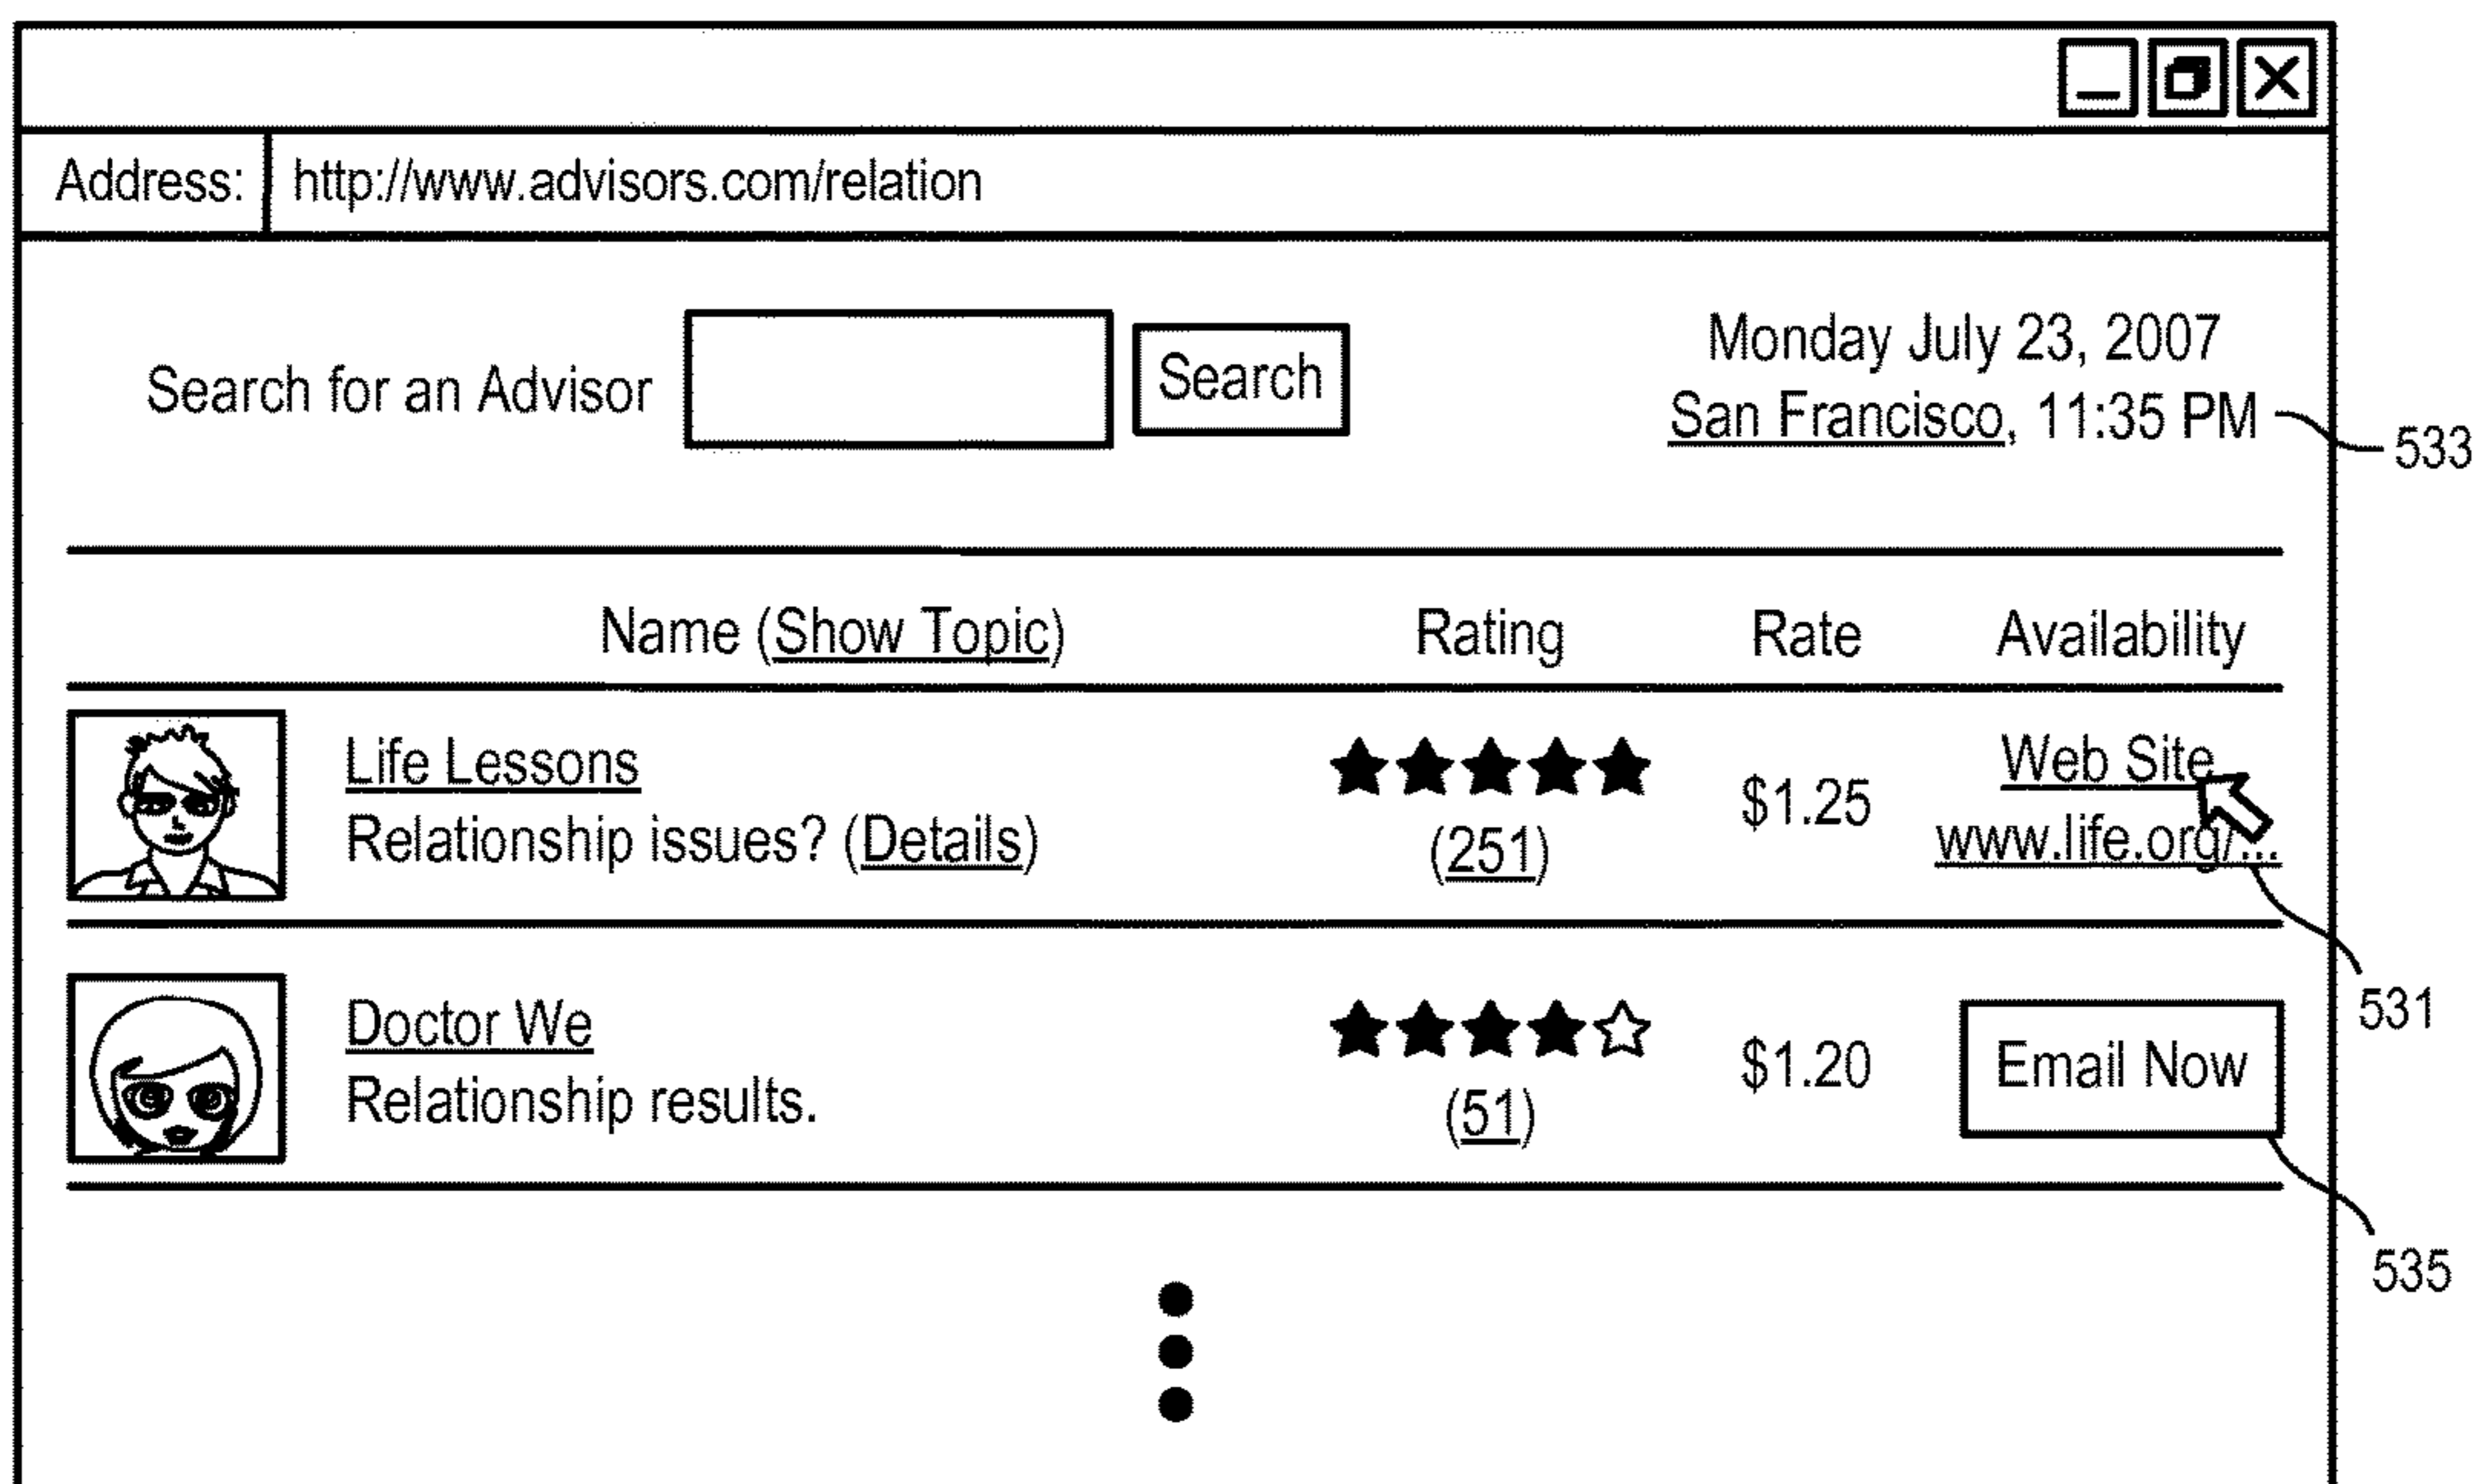 Address: http://www.advisors.com/relation
Search for an Advisor
Search
Monday July 23, 2007
San Francisco, 11:35 PM
533
Name (Show Topic) Rating Rate Availability
Life Lessons
Relationship issues? (Details)
(251)
$1.25
Web Site
www.life.org/...
531
Doctor We
Relationship results.
(51)
$1.20
Email Now
535